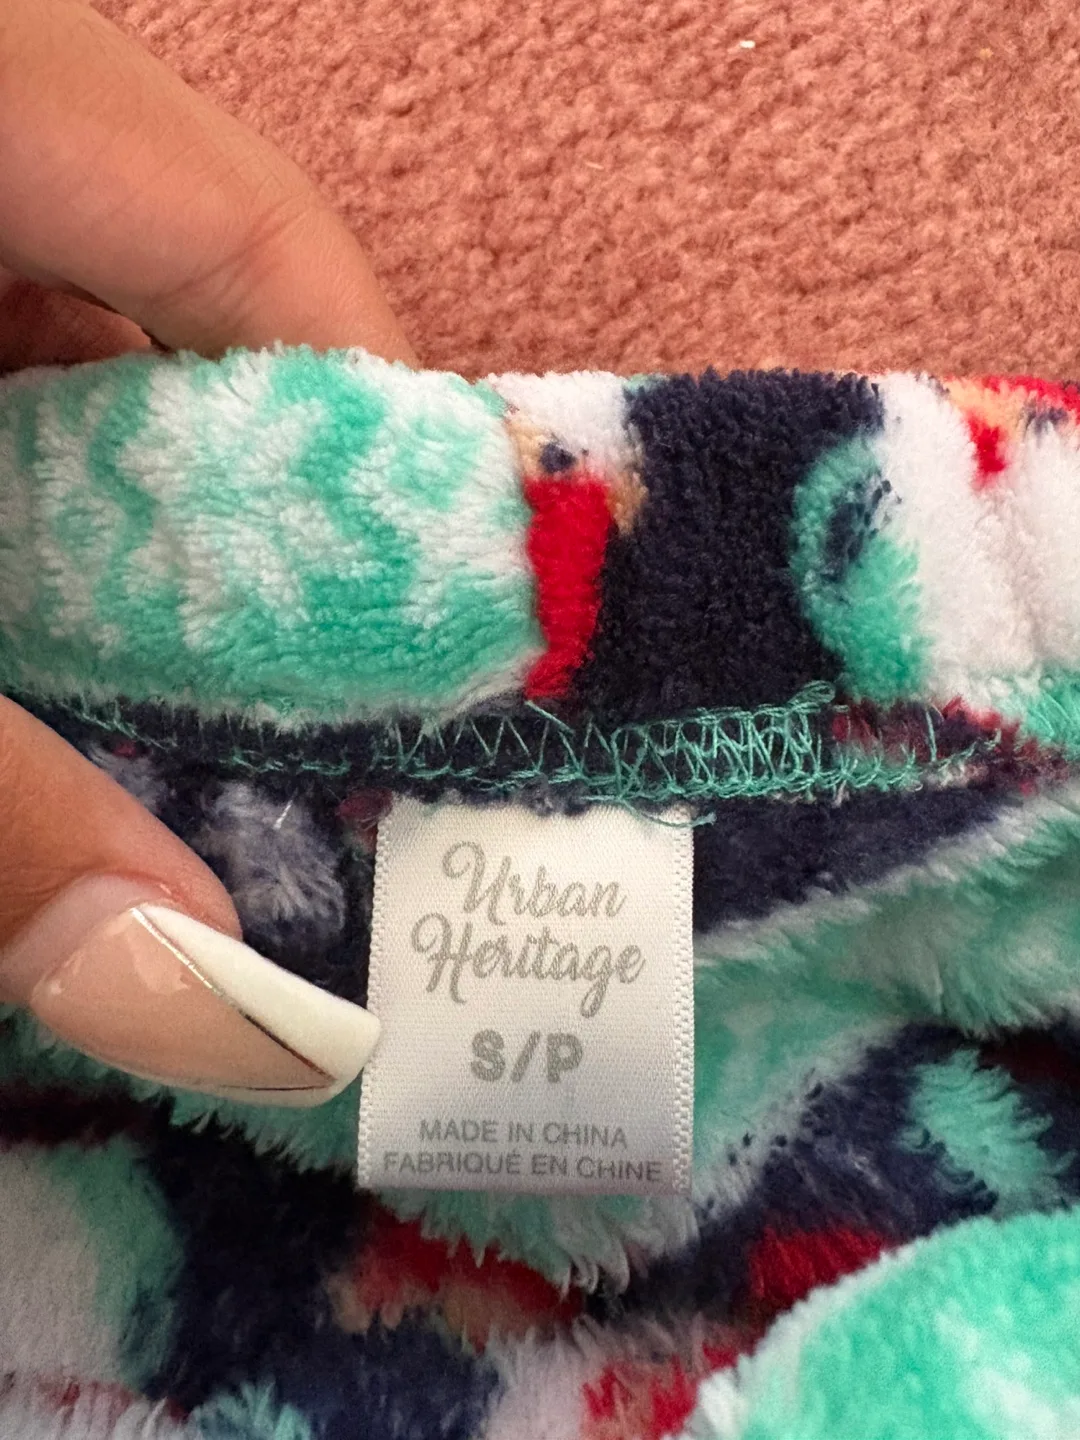 Urban
Heritage
S/P
MADE IN CHINA
FABRIQUÉ EN CHINE